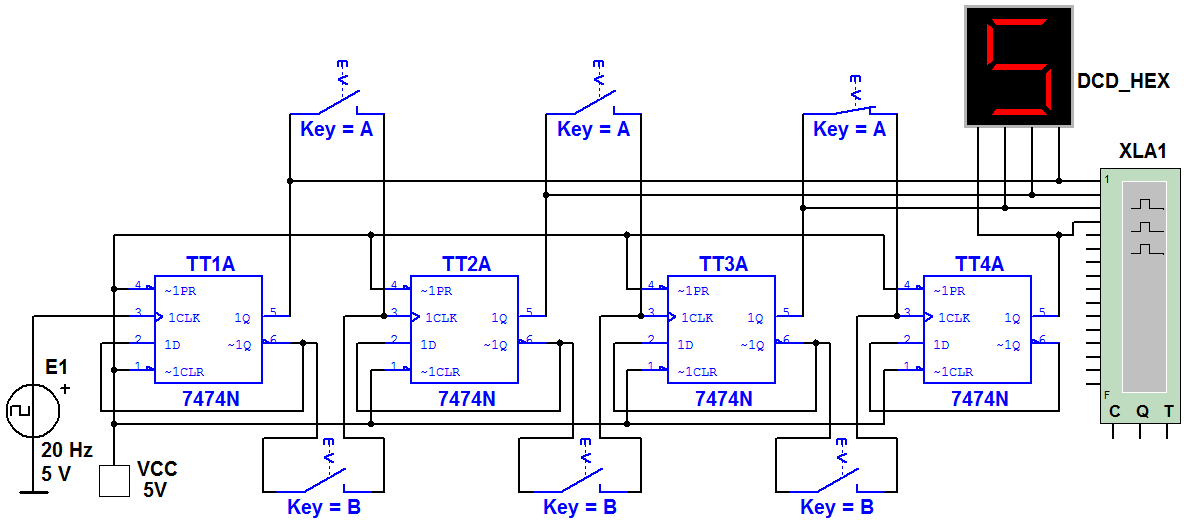 DCD_HEX
XLA1
Key = A
Key = A
Key = A
1
F
C Q T
TT1A
4 ~1PR
3 1CLK 1Q 5
2 1D ~1Q 6
1 ~1CLR
7474N
TT2A
4 ~1PR
3 1CLK 1Q 5
2 1D ~1Q 6
1 ~1CLR
7474N
TT3A
4 ~1PR
3 1CLK 1Q 5
2 1D ~1Q 6
1 ~1CLR
7474N
TT4A
4 ~1PR
3 1CLK 1Q 5
2 1D ~1Q 6
1 ~1CLR
7474N
E1
+
20 Hz
5 V
VCC
5V
Key = B
Key = B
Key = B